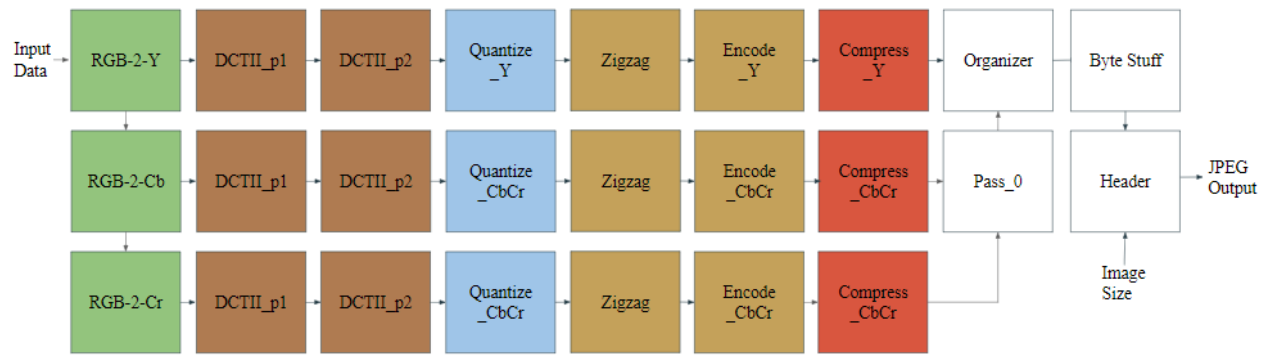 Input
Data
RGB-2-Y
DCTII_p1
DCTII_p2
Quantize
_Y
Zigzag
Encode
_Y
Compress
_Y
Organizer
Byte Stuff
RGB-2-Cb
DCTII_p1
DCTII_p2
Quantize
_CbCr
Zigzag
Encode
_CbCr
Compress
_CbCr
Pass_0
Header
JPEG
Output
RGB-2-Cr
DCTII_p1
DCTII_p2
Quantize
_CbCr
Zigzag
Encode
_CbCr
Compress
_CbCr
Image
Size